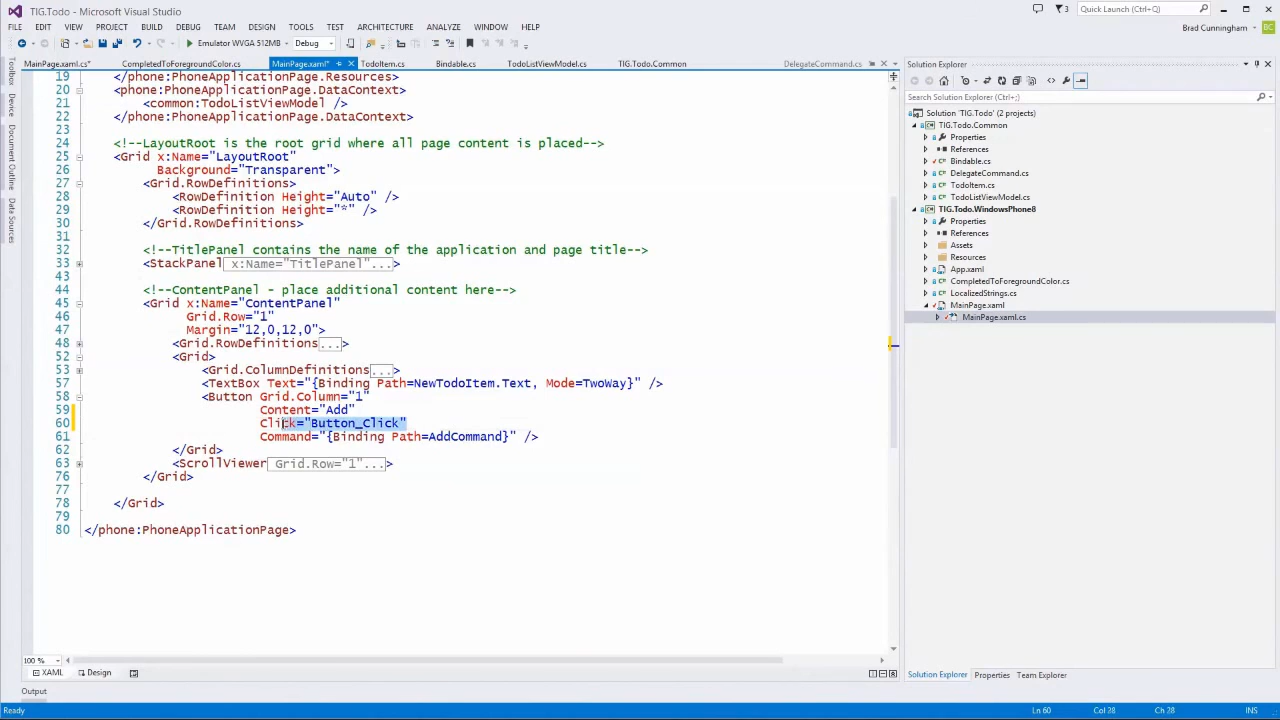 TIG.Todo - Microsoft Visual Studio
3
Quick Launch (Ctrl+;)
FILE EDIT VIEW PROJECT BUILD DEBUG TEAM DESIGN TOOLS TEST ARCHITECTURE ANALYZE WINDOW HELP
Brad Cunningham BC
Emulator WVGA 512MB Debug
MainPage.xaml.cs* CompletedToForegroundColor.cs MainPage.xaml* TodoItem.cs Bindable.cs TodoListViewModel.cs TIG.Todo.Common DelegateCommand.cs
Toolbox
Device
Document Outline
Data Sources
19 </phone:PhoneApplicationPage.Resources>
20 <phone:PhoneApplicationPage.DataContext>
21 <common:TodoListViewModel />
22 </phone:PhoneApplicationPage.DataContext>
23
24 <!--LayoutRoot is the root grid where all page content is placed-->
25 <Grid x:Name="LayoutRoot"
26 Background="Transparent">
27 <Grid.RowDefinitions>
28 <RowDefinition Height="Auto" />
29 <RowDefinition Height="*" />
30 </Grid.RowDefinitions>
31
32 <!--TitlePanel contains the name of the application and page title-->
33 <StackPanel x:Name="TitlePanel"...>
43
44 <!--ContentPanel - place additional content here-->
45 <Grid x:Name="ContentPanel"
46 Grid.Row="1"
47 Margin="12,0,12,0">
48 <Grid.RowDefinitions...>
52 <Grid>
53 <Grid.ColumnDefinitions...>
57 <TextBox Text="{Binding Path=NewTodoItem.Text, Mode=TwoWay}" />
58 <Button Grid.Column="1"
59 Content="Add"
60 Click="Button_Click"
61 Command="{Binding Path=AddCommand}" />
62 </Grid>
63 <ScrollViewer Grid.Row="1"...>
76 </Grid>
77
78 </Grid>
79
80 </phone:PhoneApplicationPage>
100 %
XAML Design
Output
Ready
Ln 60 Col 28 Ch 28 INS
Solution Explorer
Search Solution Explorer (Ctrl+;)
Solution 'TIG.Todo' (2 projects)
TIG.Todo.Common
Properties
References
Bindable.cs
DelegateCommand.cs
TodoItem.cs
TodoListViewModel.cs
TIG.Todo.WindowsPhone8
Properties
References
Assets
Resources
App.xaml
CompletedToForegroundColor.cs
LocalizedStrings.cs
MainPage.xaml
MainPage.xaml.cs
Solution Explorer Properties Team Explorer